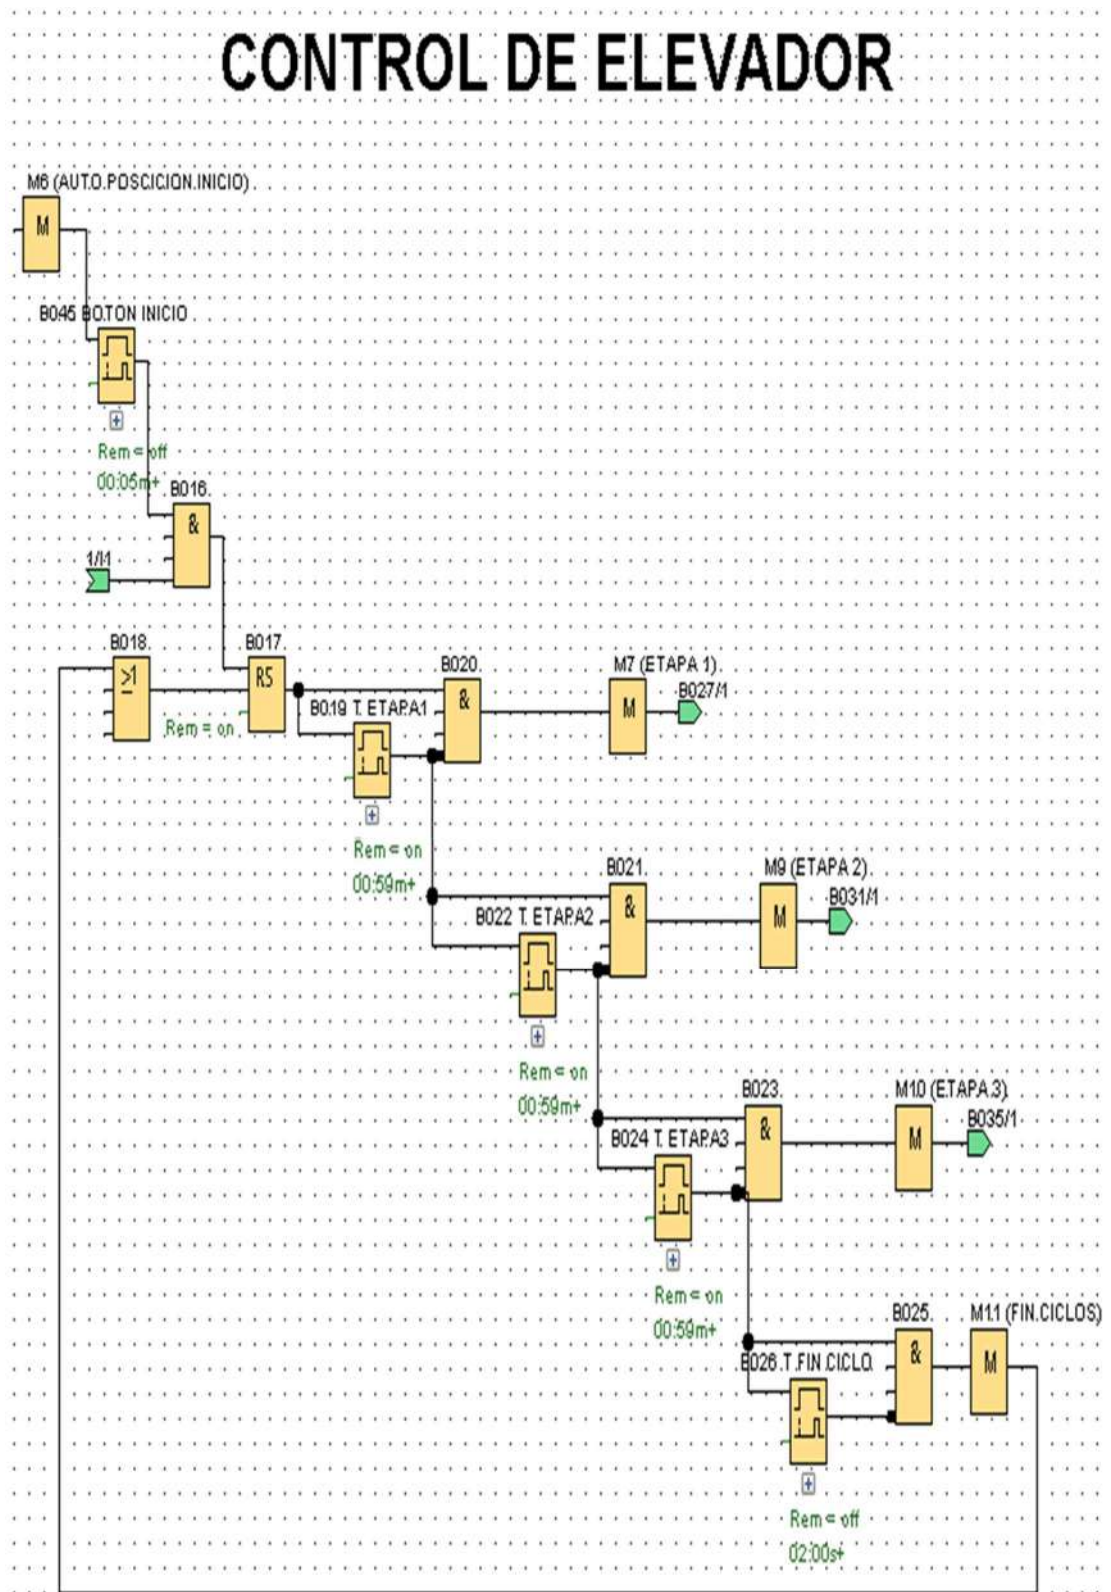 CONTROL DE ELEVADOR
M6 (AUTO.POSCICION.INICIO)
M
B045 BOTON INICIO
Rem = off
00:05m+
B016
&
1/I1
B018
≥1
B017
RS
Rem = on
B019 T. ETAPA1
Rem = on
00:59m+
B020
&
M7 (ETAPA 1)
M
B027/1
B021
&
M9 (ETAPA 2)
M
B031/1
B022 T. ETAPA2
Rem = on
00:59m+
B023
&
M10 (ETAPA 3)
M
B035/1
B024 T. ETAPA3
Rem = on
00:59m+
B025
&
M11 (FIN.CICLOS)
M
B026 T.FIN CICLO
Rem = off
02:00s+